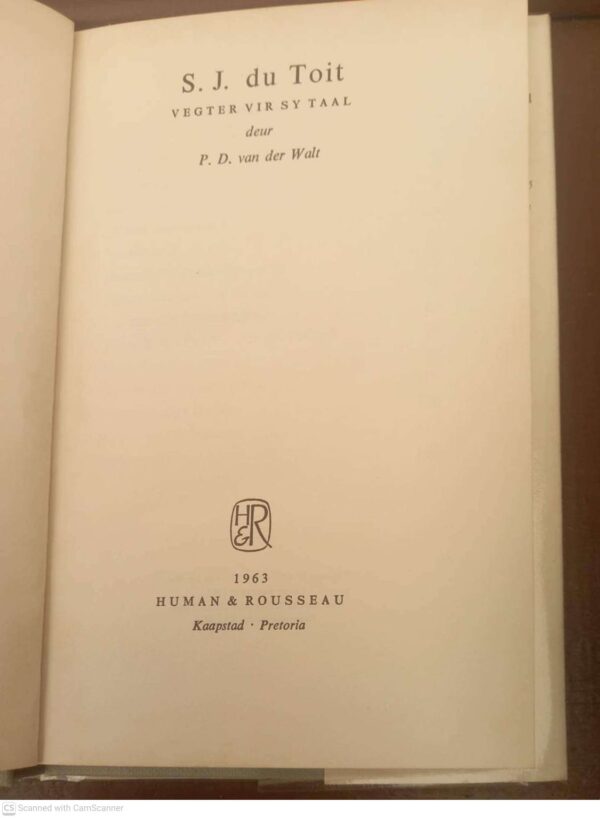 S. J. du Toit
VEGTER VIR SY TAAL
deur
P. D. van der Walt
H
&R
1963
HUMAN & ROUSSEAU
Kaapstad · Pretoria
CS Scanned with CamScanner